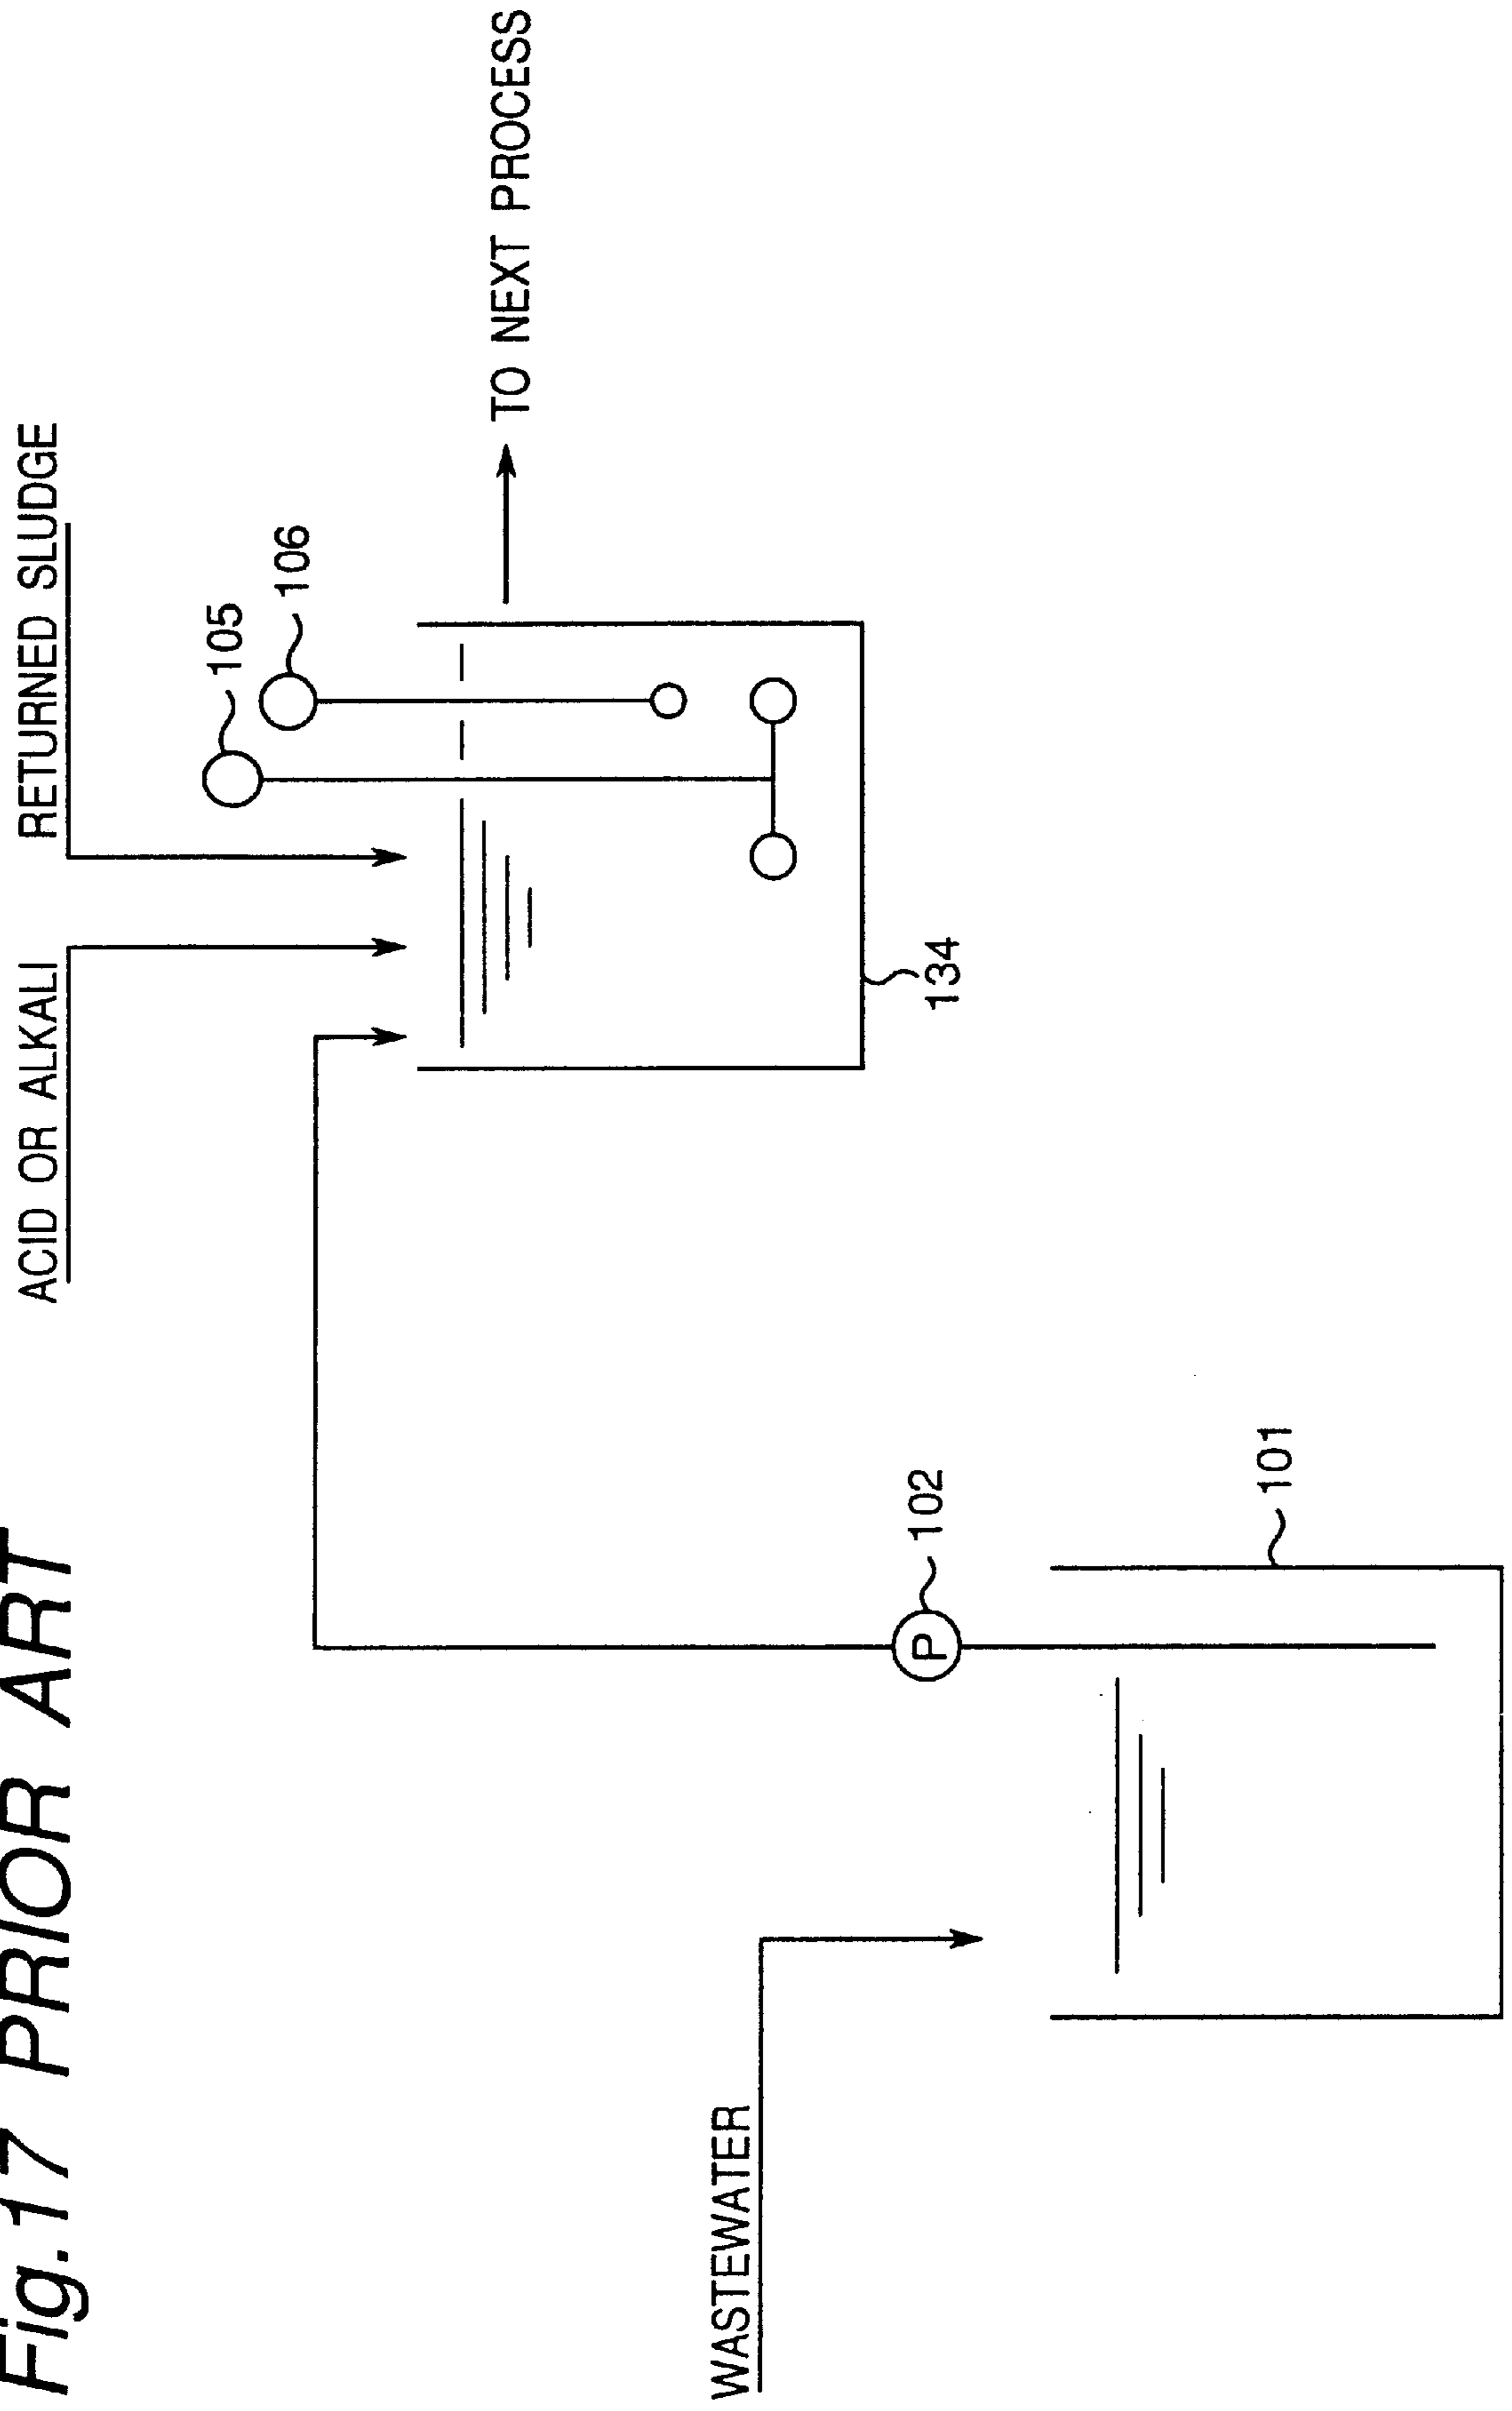 Fig.17 PRIOR ART
ACID OR ALKALI
RETURNED SLUDGE
105
106
TO NEXT PROCESS
134
102
P
101
WASTEWATER